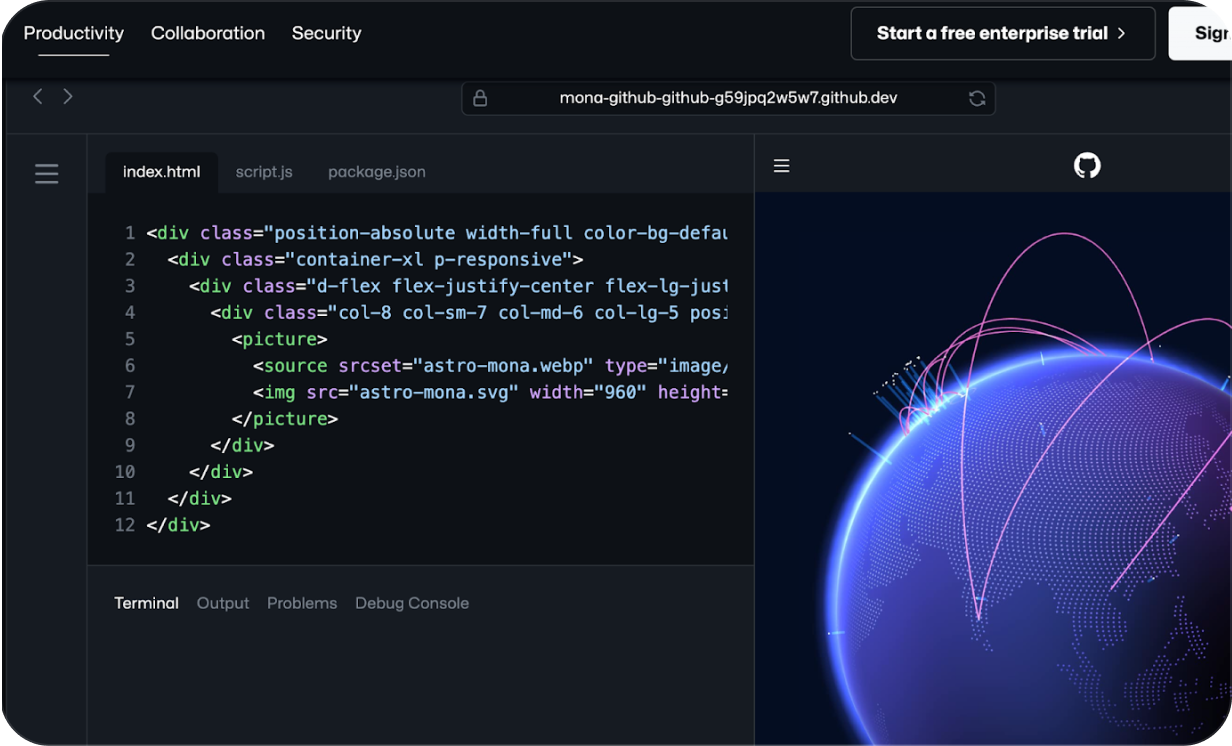 Productivity Collaboration Security Start a free enterprise trial
mona-github-github-g59jpq2w5w7.github.dev
index.html script.js package.json
1 <div class="position-absolute width-full color-bg-defau
2 <div class="container-xl p-responsive">
3 <div class="d-flex flex-justify-center flex-lg-just
4 <div class="col-8 col-sm-7 col-md-6 col-lg-5 posi
5 <picture>
6 <source srcset="astro-mona.webp" type="image/
7 <img src="astro-mona.svg" width="960" height=
8 </picture>
9 </div>
10 </div>
11 </div>
12 </div>
Terminal Output Problems Debug Console